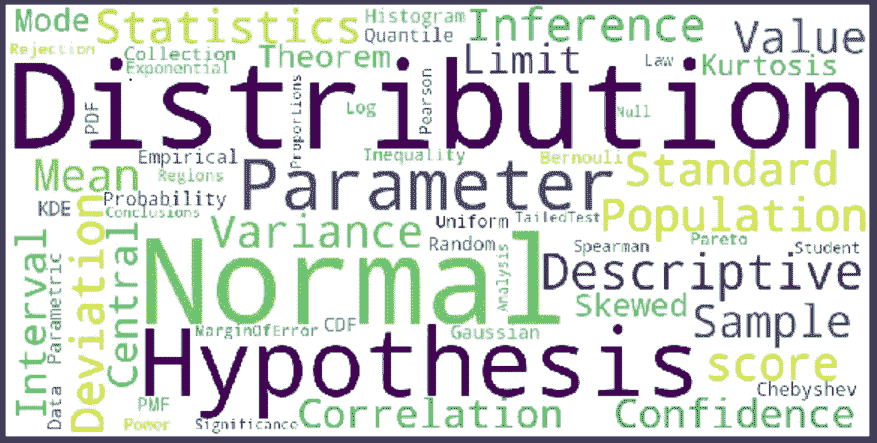 Mode
Statistics
Histogram
Inference
Value
Rejection
Collection
Quantile
Exponential
Theorem
Limit
Law
Kurtosis
Distribution
PDF
Proportions
Log
Pearson
Null
Empirical
Inequality
Bernouli
Mean
Regions
Parameter
Standard
KDE
Probability
Conclusions
Population
Variance
Uniform
TailedTest
Random
Spearman
Pareto
Student
Interval
Parametric
Data
Deviation
Central
Normal
Analysis
Descriptive
Skewed
Sample
MarginOfError
CDF
Gaussian
Hypothesis
score
Chebyshev
PMF
Power
Significance
Correlation
Confidence